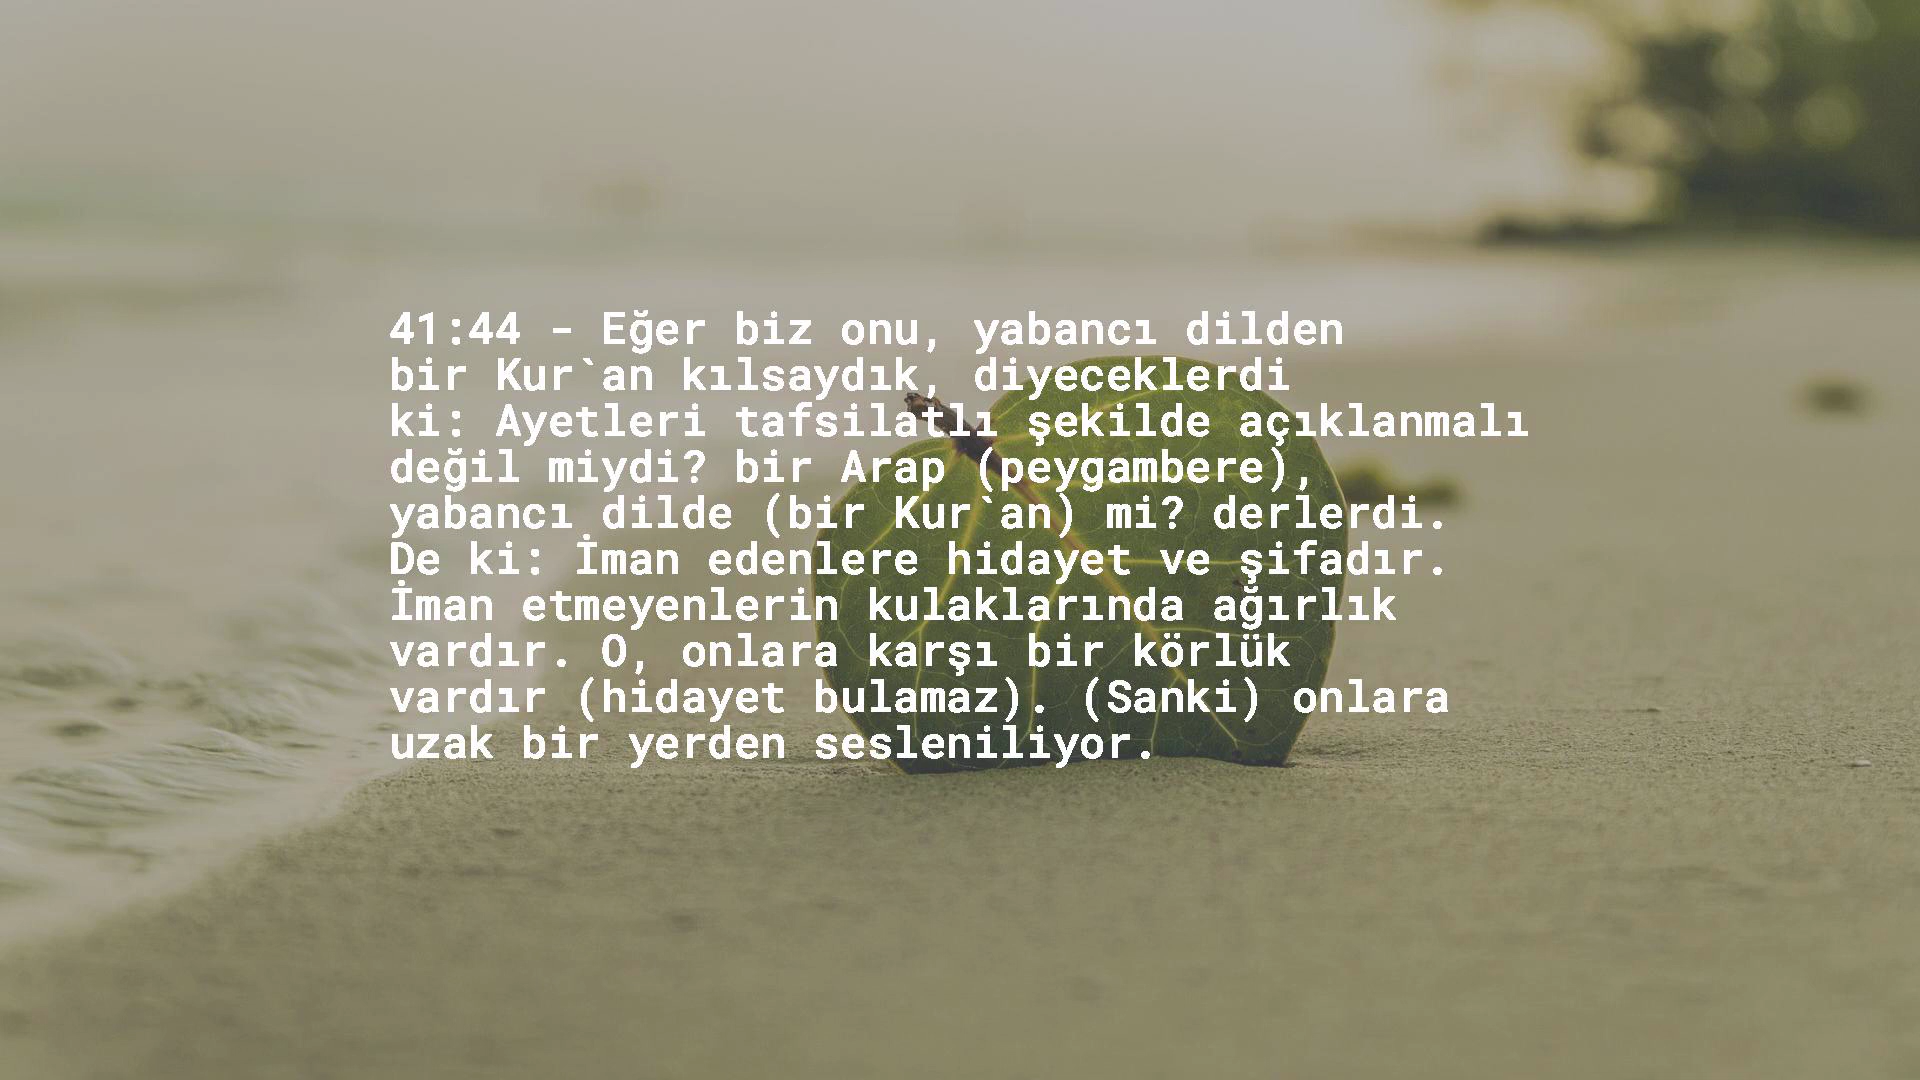 41:44 - Eğer biz onu, yabancı dilden
bir Kur`an kılsaydık, diyeceklerdi
ki: Ayetleri tafsilatlı şekilde açıklanmalı
değil miydi? bir Arap (peygambere),
yabancı dilde (bir Kur`an) mi? derlerdi.
De ki: İman edenlere hidayet ve şifadır.
İman etmeyenlerin kulaklarında ağırlık
vardır. O, onlara karşı bir körlük
vardır (hidayet bulamaz). (Sanki) onlara
uzak bir yerden sesleniliyor.